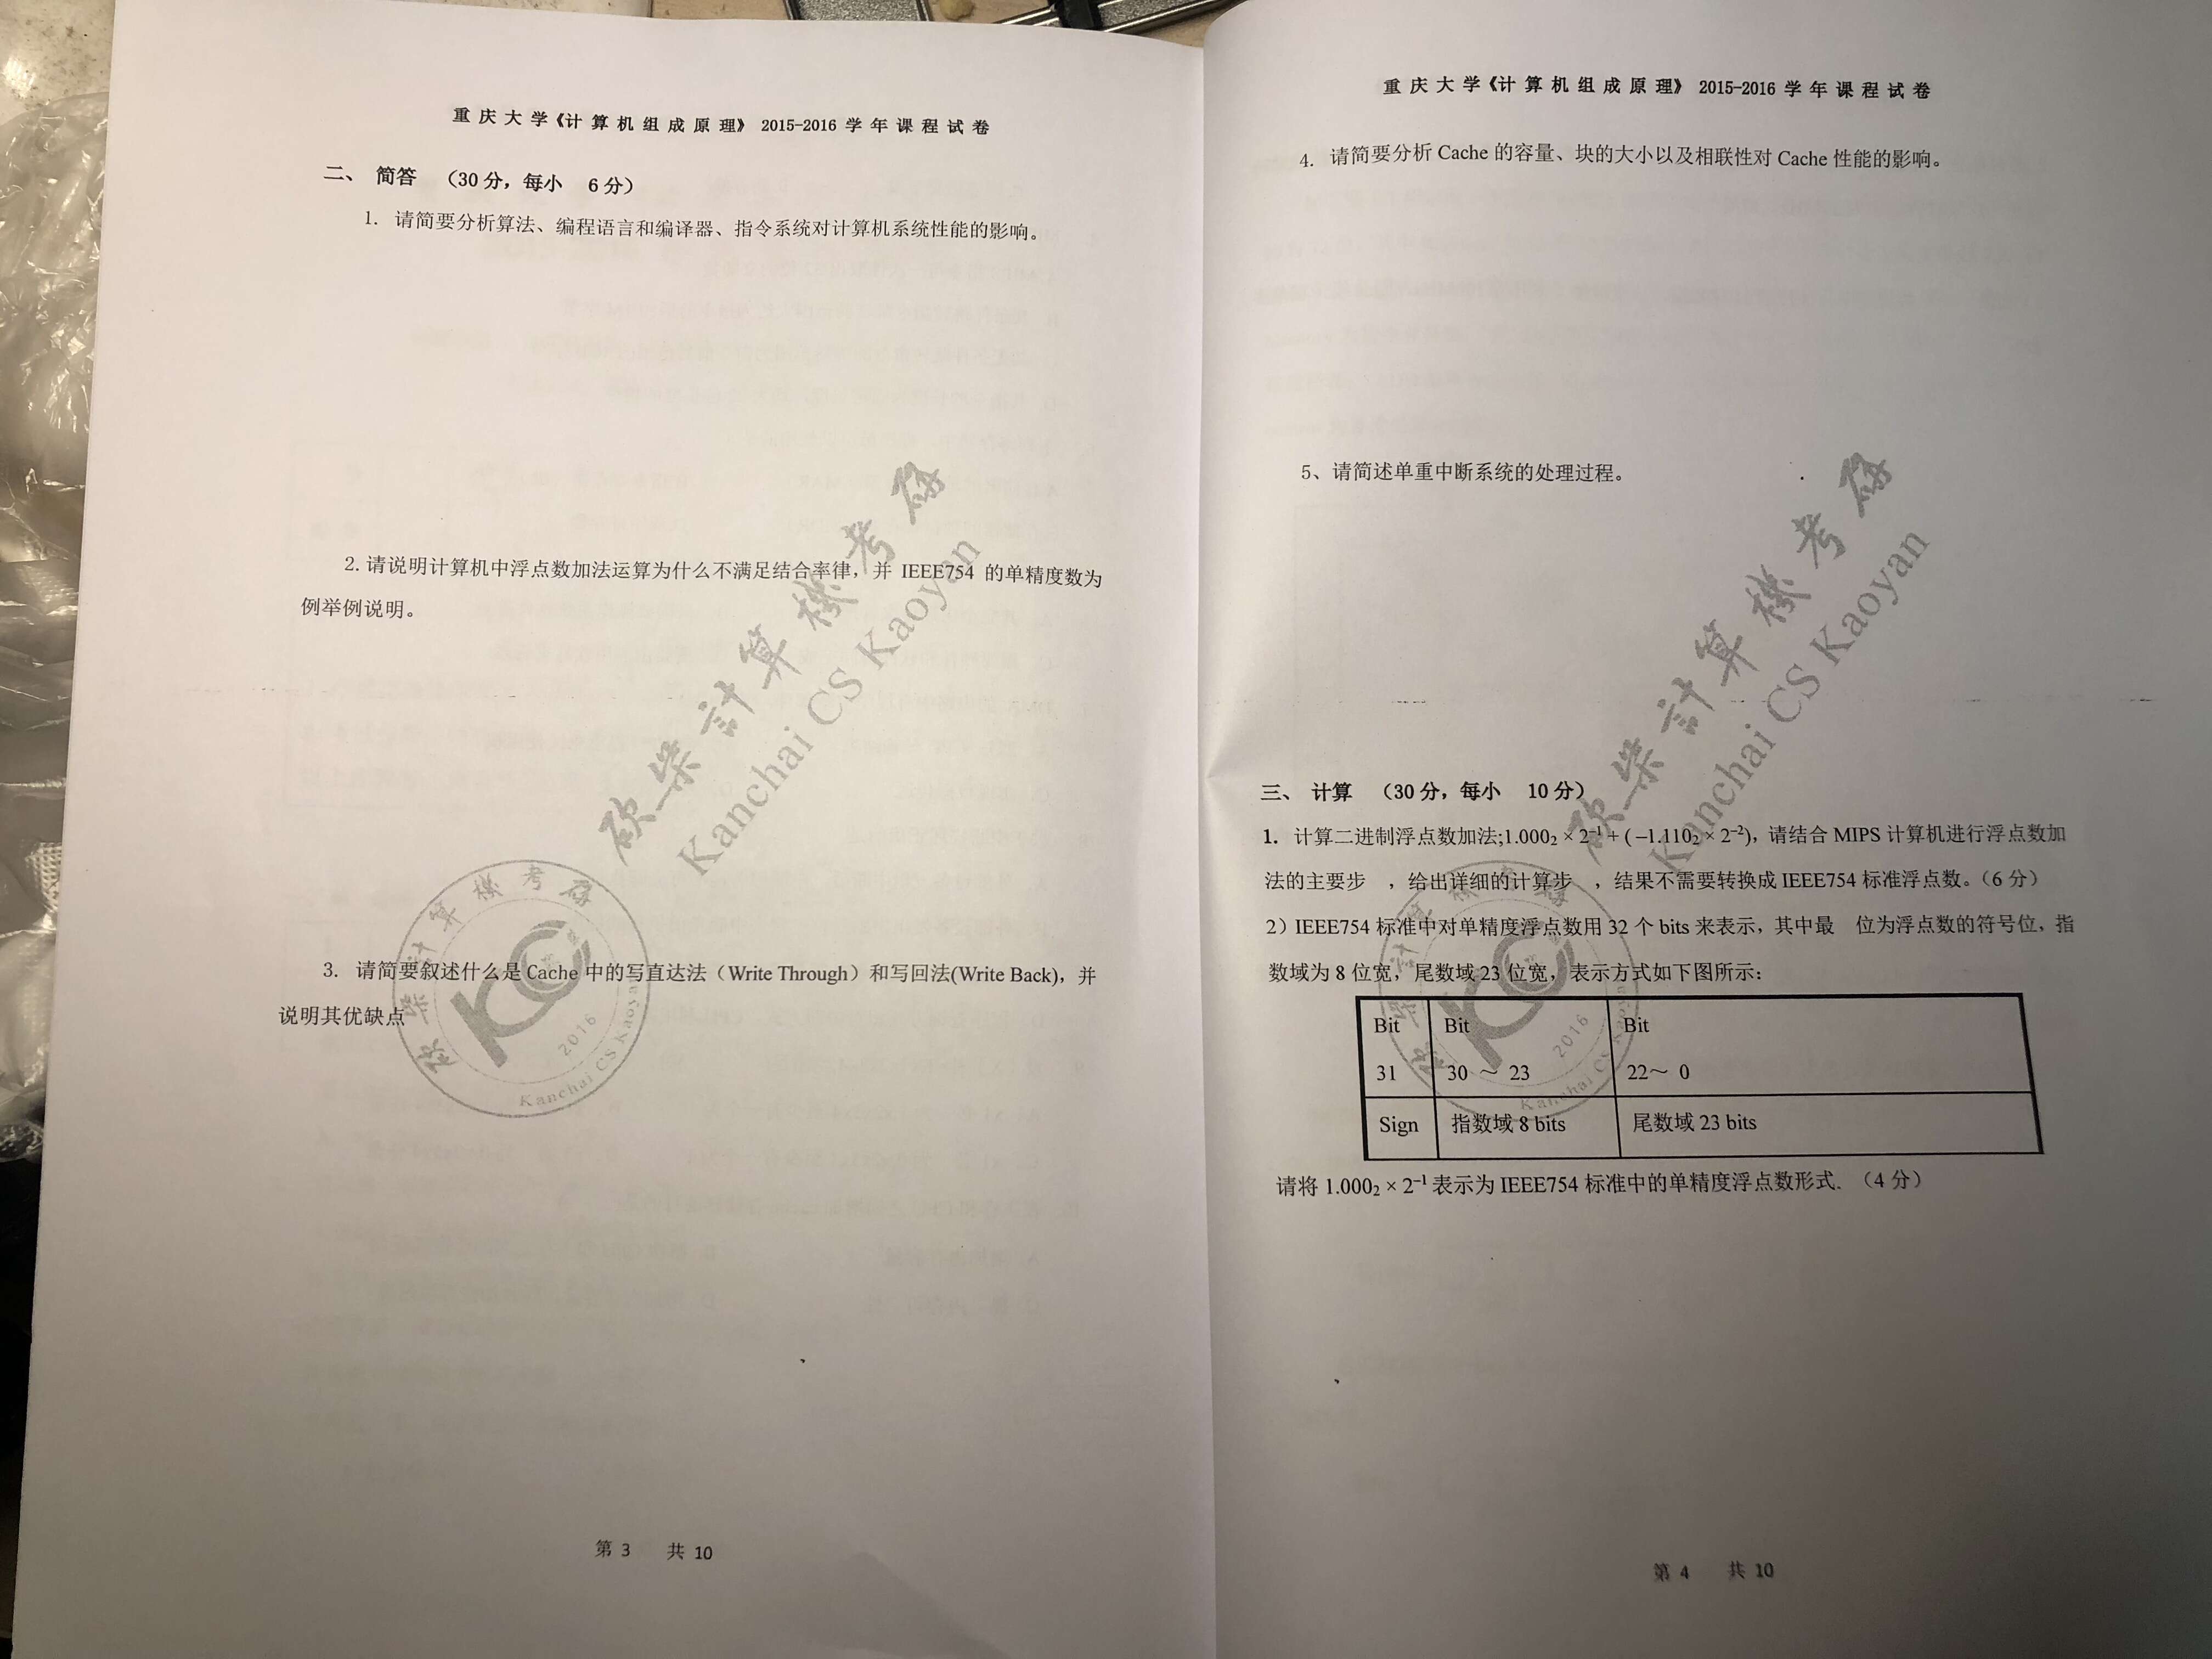 重庆大学《计算机组成原理》 2015-2016 学年课程试卷
二、 简答 （30 分，每小 6 分）
1. 请简要分析算法、编程语言和编译器、指令系统对计算机系统性能的影响。
2.请说明计算机中浮点数加法运算为什么不满足结合率律，并 IEEE754 的单精度数为
例举例说明。
3. 请简要叙述什么是 Cache 中的写直达法（Write Through）和写回法(Write Back)，并
说明其优缺点
第 3 共 10
砍柴計算機考研
Kanchai CS Kaoyan
砍柴計算機考研
KCC
2016
Kanchai CS Kaoyan
重庆大学《计算机组成原理》 2015-2016 学年课程试卷
4. 请简要分析 Cache 的容量、块的大小以及相联性对 Cache 性能的影响。
5、请简述单重中断系统的处理过程。
三、 计算 （30 分，每小 10 分）
1. 计算二进制浮点数加法;1.000₂ × 2⁻¹ + ( –1.110₂ × 2⁻²)，请结合 MIPS 计算机进行浮点数加
法的主要步 ，给出详细的计算步 ，结果不需要转换成 IEEE754 标准浮点数。（6 分）
2）IEEE754 标准中对单精度浮点数用 32 个 bits 来表示，其中最 位为浮点数的符号位，指
数域为 8 位宽，尾数域 23 位宽，表示方式如下图所示：
Bit Bit Bit
31 30 ～ 23 22～ 0
Sign 指数域 8 bits 尾数域 23 bits
请将 1.000₂ × 2⁻¹ 表示为 IEEE754 标准中的单精度浮点数形式. （4 分）
第 4 共 10
砍柴計算機考研
Kanchai CS Kaoyan
砍柴計算機考研
KCC
2016
Kanchai CS Kaoyan